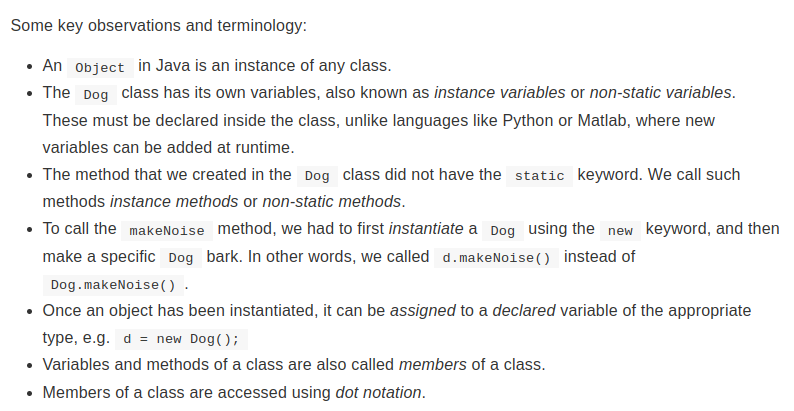 Some key observations and terminology:
• An Object in Java is an instance of any class.
• The Dog class has its own variables, also known as instance variables or non-static variables.
These must be declared inside the class, unlike languages like Python or Matlab, where new
variables can be added at runtime.
• The method that we created in the Dog class did not have the static keyword. We call such
methods instance methods or non-static methods.
• To call the makeNoise method, we had to first instantiate a Dog using the new keyword, and then
make a specific Dog bark. In other words, we called d.makeNoise() instead of
Dog.makeNoise() .
• Once an object has been instantiated, it can be assigned to a declared variable of the appropriate
type, e.g. d = new Dog();
• Variables and methods of a class are also called members of a class.
• Members of a class are accessed using dot notation.